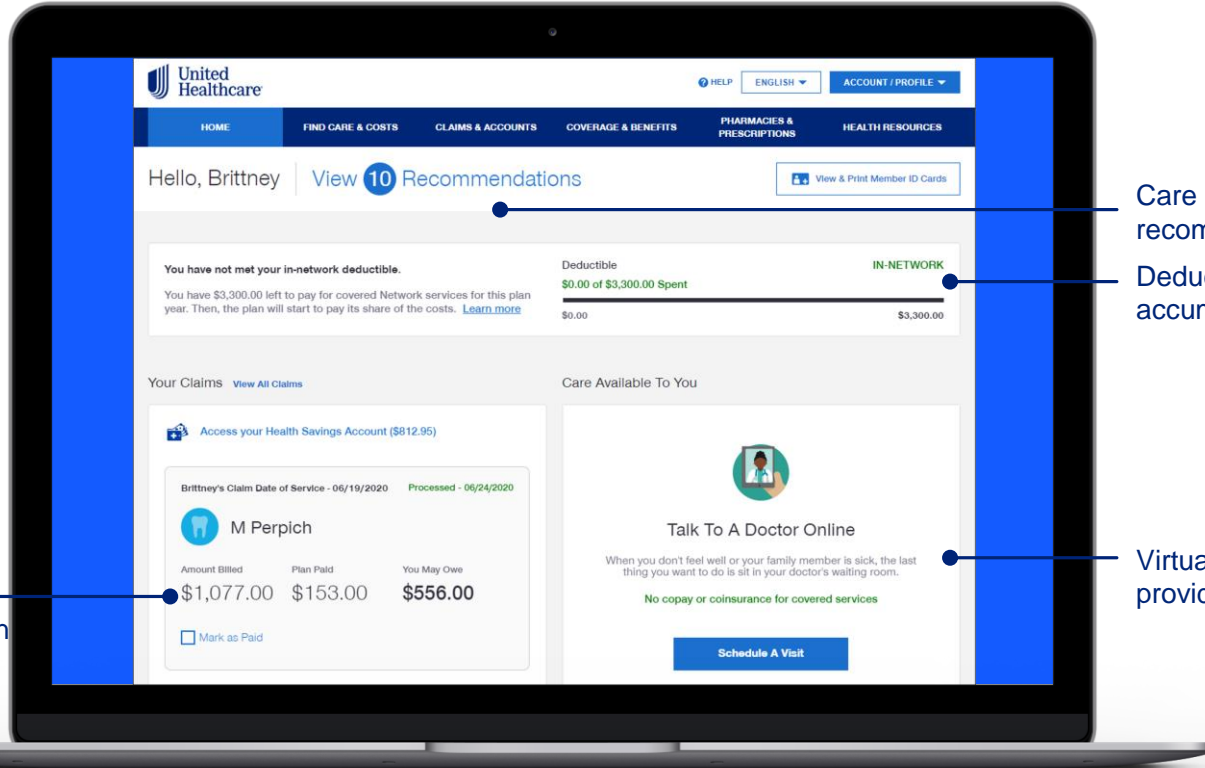 United
Healthcare
HELP
ENGLISH
ACCOUNT / PROFILE
HOME
FIND CARE & COSTS
CLAIMS & ACCOUNTS
COVERAGE & BENEFITS
PHARMACIES &
PRESCRIPTIONS
HEALTH RESOURCES
Hello, Brittney
View 10 Recommendations
View & Print Member ID Cards
You have not met your in-network deductible.
You have $3,300.00 left to pay for covered Network services for this plan
year. Then, the plan will start to pay its share of the costs. Learn more
Deductible
IN-NETWORK
$0.00 of $3,300.00 Spent
$0.00
$3,300.00
Your Claims View All Claims
Access your Health Savings Account ($812.95)
Brittney's Claim Date of Service - 06/19/2020
Processed - 06/24/2020
M Perpich
Amount Billed
Plan Paid
You May Owe
$1,077.00
$153.00
$556.00
Mark as Paid
Care Available To You
Talk To A Doctor Online
When you don't feel well or your family member is sick, the last
thing you want to do is sit in your doctor's waiting room.
No copay or coinsurance for covered services
Schedule A Visit
Care